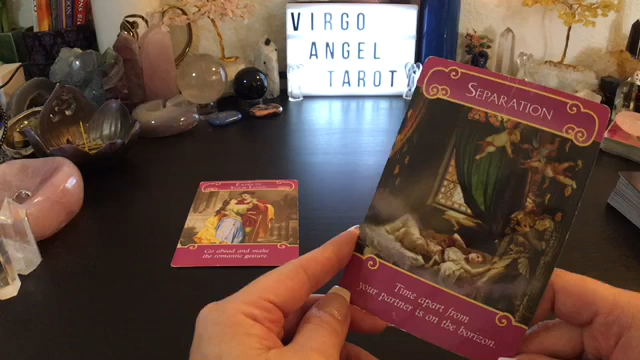 VIRGO
ANGEL
TAROT
SEPARATION
Time apart from
your partner is on the horizon.
Go ahead and make
the romantic gesture